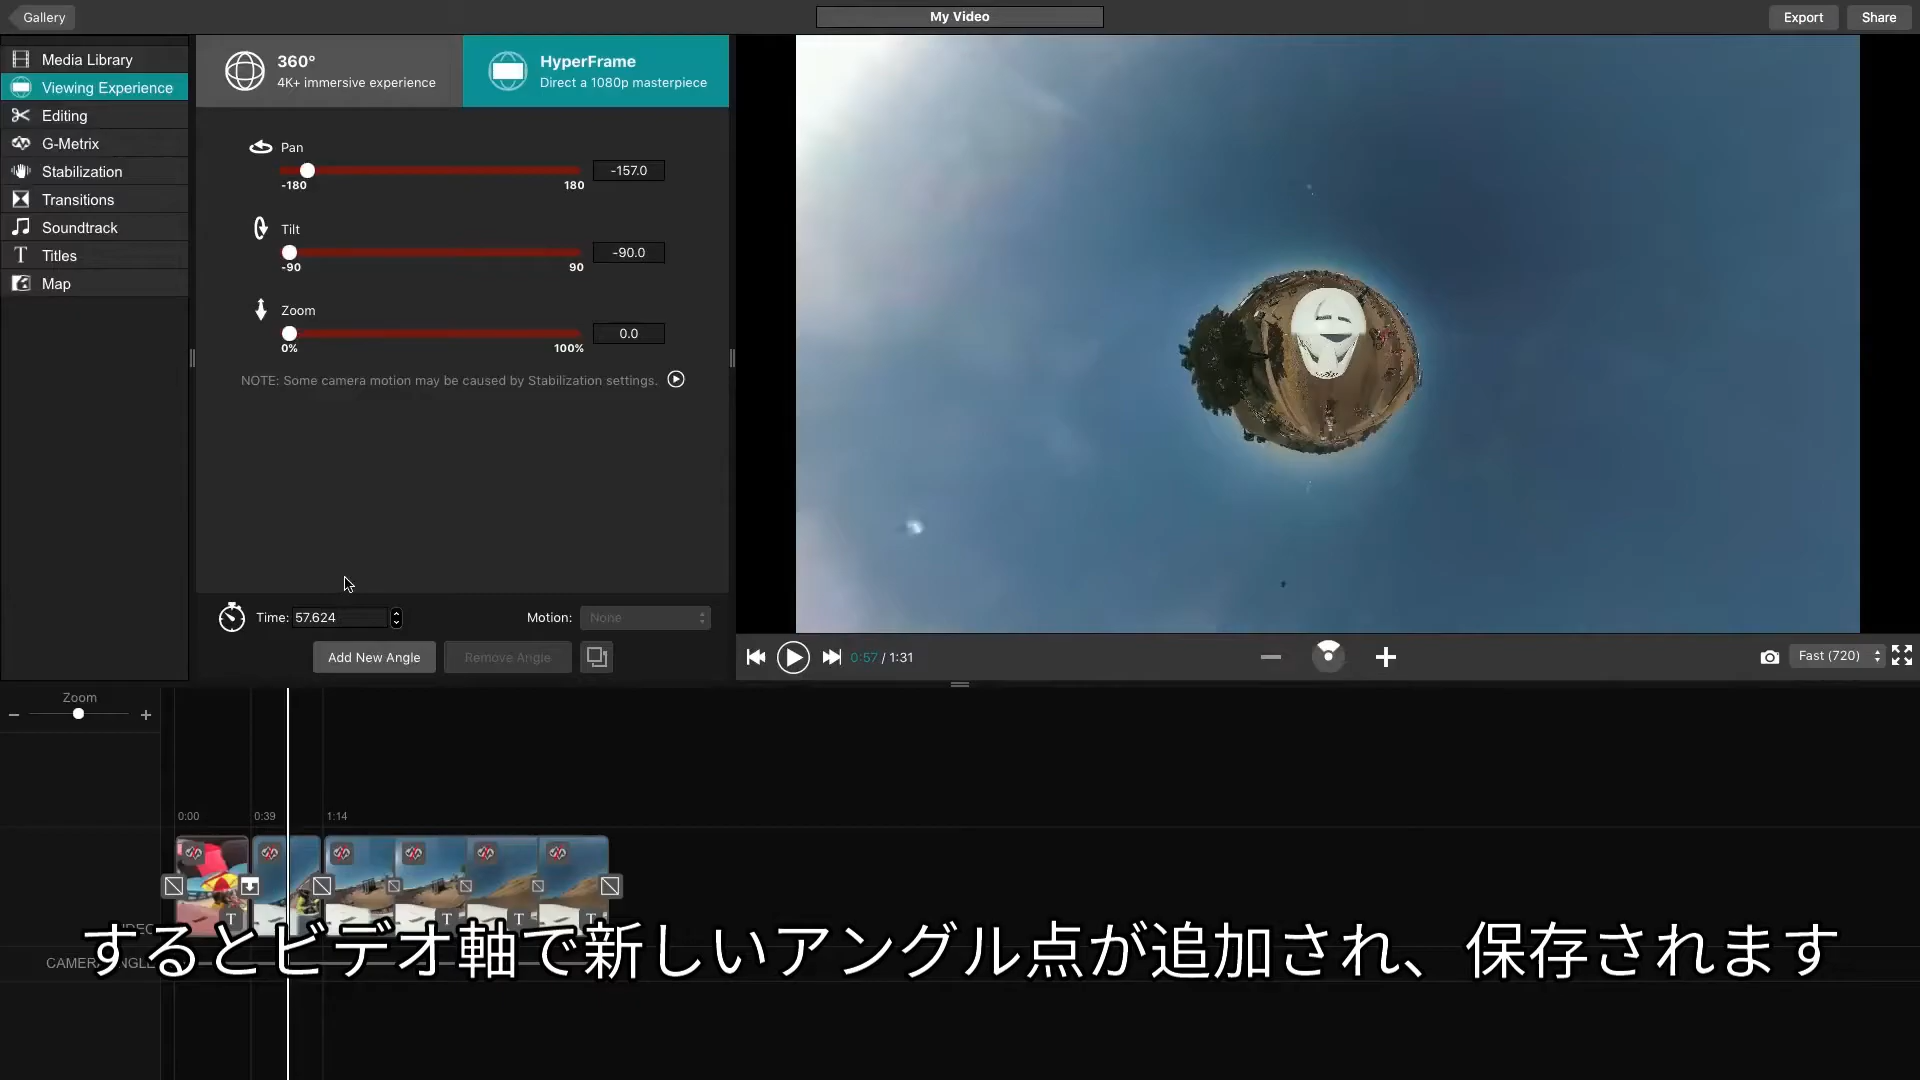 Gallery
My Video
Export
Share
Media Library
Viewing Experience
Editing
G-Metrix
Stabilization
Transitions
Soundtrack
Titles
Map
360°
4K+ immersive experience
HyperFrame
Direct a 1080p masterpiece
Pan
-157.0
-180
180
Tilt
-90.0
-90
90
Zoom
0.0
0%
100%
NOTE: Some camera motion may be caused by Stabilization settings.
Time: 57.624
Motion: None
Add New Angle
Remove Angle
0:57 / 1:31
Fast (720)
Zoom
0:00
0:39
1:14
T
T
T
T
するとビデオ軸で新しいアングル点が追加され、保存されます